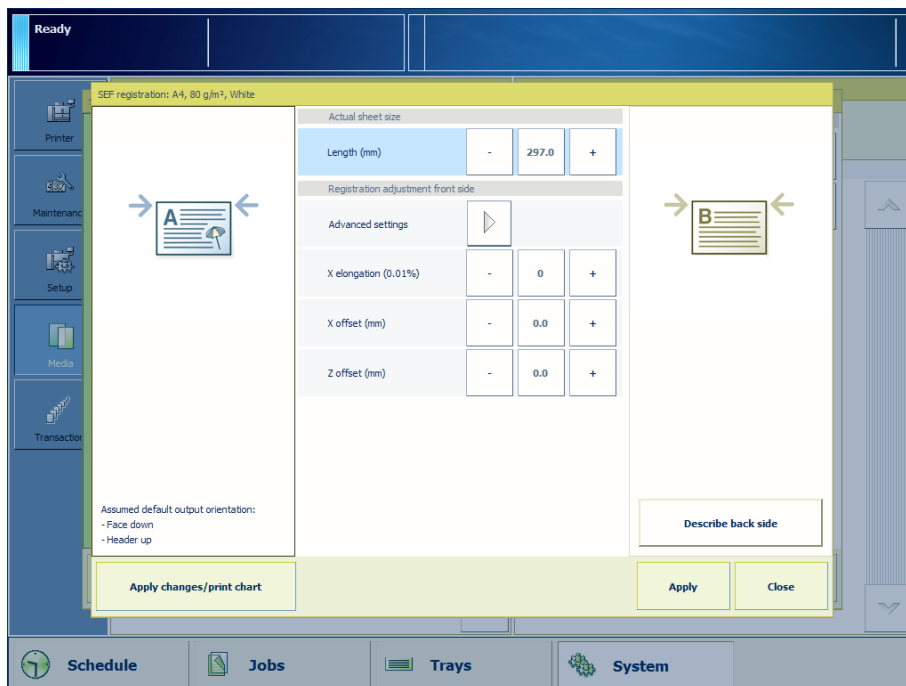 Ready
SEF registration: A4, 80 g/m², White
Printer
Maintenanc
Setup
Media
Transaction
A
Assumed default output orientation:
- Face down
- Header up
Actual sheet size
Length (mm) - 297.0 +
Registration adjustment front side
Advanced settings
X elongation (0.01%) - 0 +
X offset (mm) - 0.0 +
Z offset (mm) - 0.0 +
B
Describe back side
Apply changes/print chart
Apply
Close
Schedule
Jobs
Trays
System